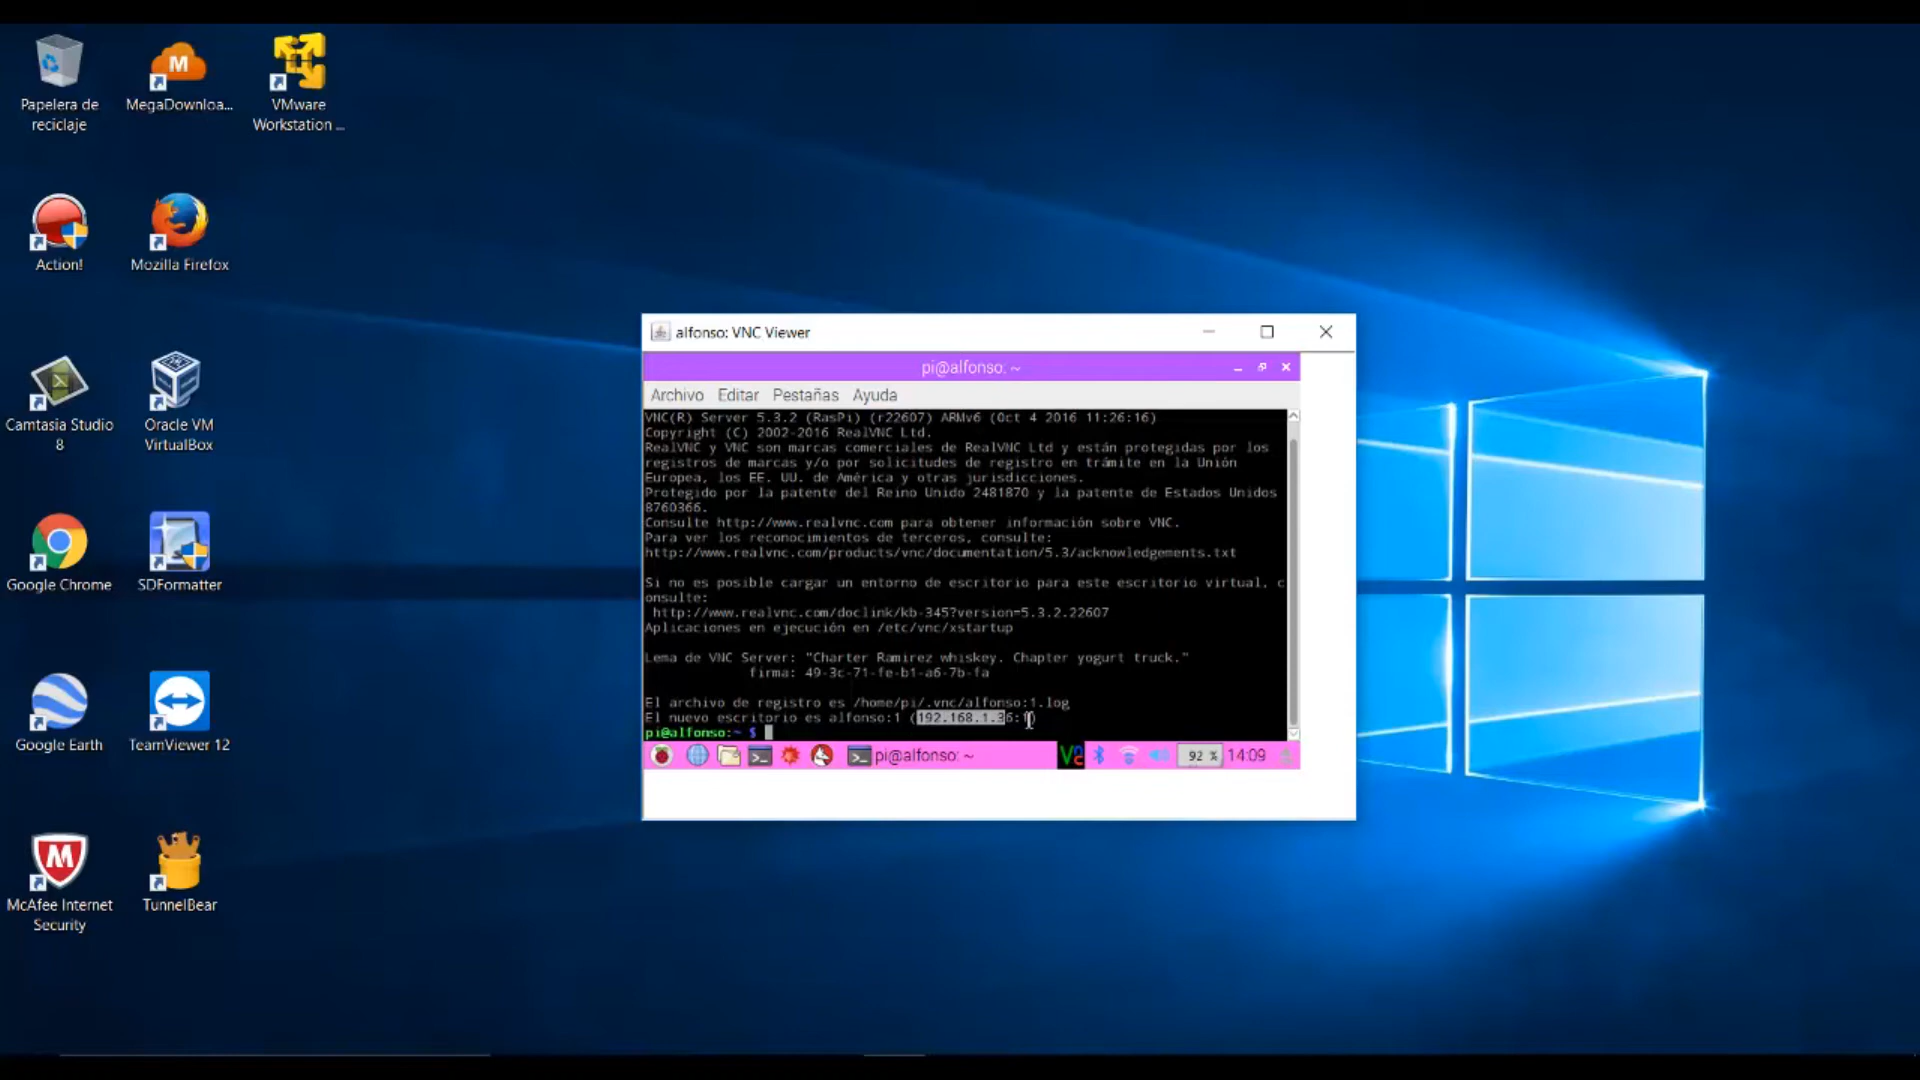 Papelera de
reciclaje
MegaDownloa...
VMware
Workstation ...
Action!
Mozilla Firefox
Camtasia Studio
8
Oracle VM
VirtualBox
Google Chrome
SDFormatter
Google Earth
TeamViewer 12
McAfee Internet
Security
TunnelBear
alfonso: VNC Viewer
pi@alfonso: ~
Archivo Editar Pestañas Ayuda
VNC(R) Server 5.3.2 (RasPi) (r22607) ARMv6 (Oct 4 2016 11:26:16)
Copyright (C) 2002-2016 RealVNC Ltd.
RealVNC y VNC son marcas comerciales de RealVNC Ltd y están protegidas por los
registros de marcas y/o por solicitudes de registro en trámite en la Unión
Europea, los EE. UU. de América y otras jurisdicciones.
Protegido por la patente del Reino Unido 2481870 y la patente de Estados Unidos
8760366.
Consulte http://www.realvnc.com para obtener información sobre VNC.
Para ver los reconocimientos de terceros, consulte:
http://www.realvnc.com/products/vnc/documentation/5.3/acknowledgements.txt
Si no es posible cargar un entorno de escritorio para este escritorio virtual, c
onsulte:
http://www.realvnc.com/doclink/kb-345?version=5.3.2.22607
Aplicaciones en ejecución en /etc/vnc/xstartup
Lema de VNC Server: "Charter Ramirez whiskey. Chapter yogurt truck."
firma: 49-3c-71-fe-b1-a6-7b-fa
El archivo de registro es /home/pi/.vnc/alfonso:1.log
El nuevo escritorio es alfonso:1 (192.168.1.36:1)
pi@alfonso:~ $
pi@alfonso: ~ 92 % 14:09